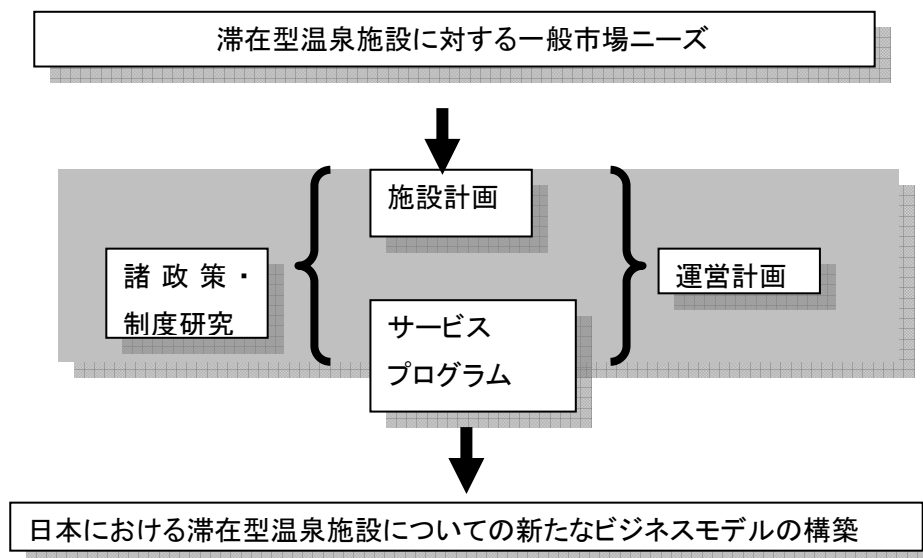 滞在型温泉施設に対する一般市場ニーズ
施設計画
諸政策・
制度研究
運営計画
サービス
プログラム
日本における滞在型温泉施設についての新たなビジネスモデルの構築